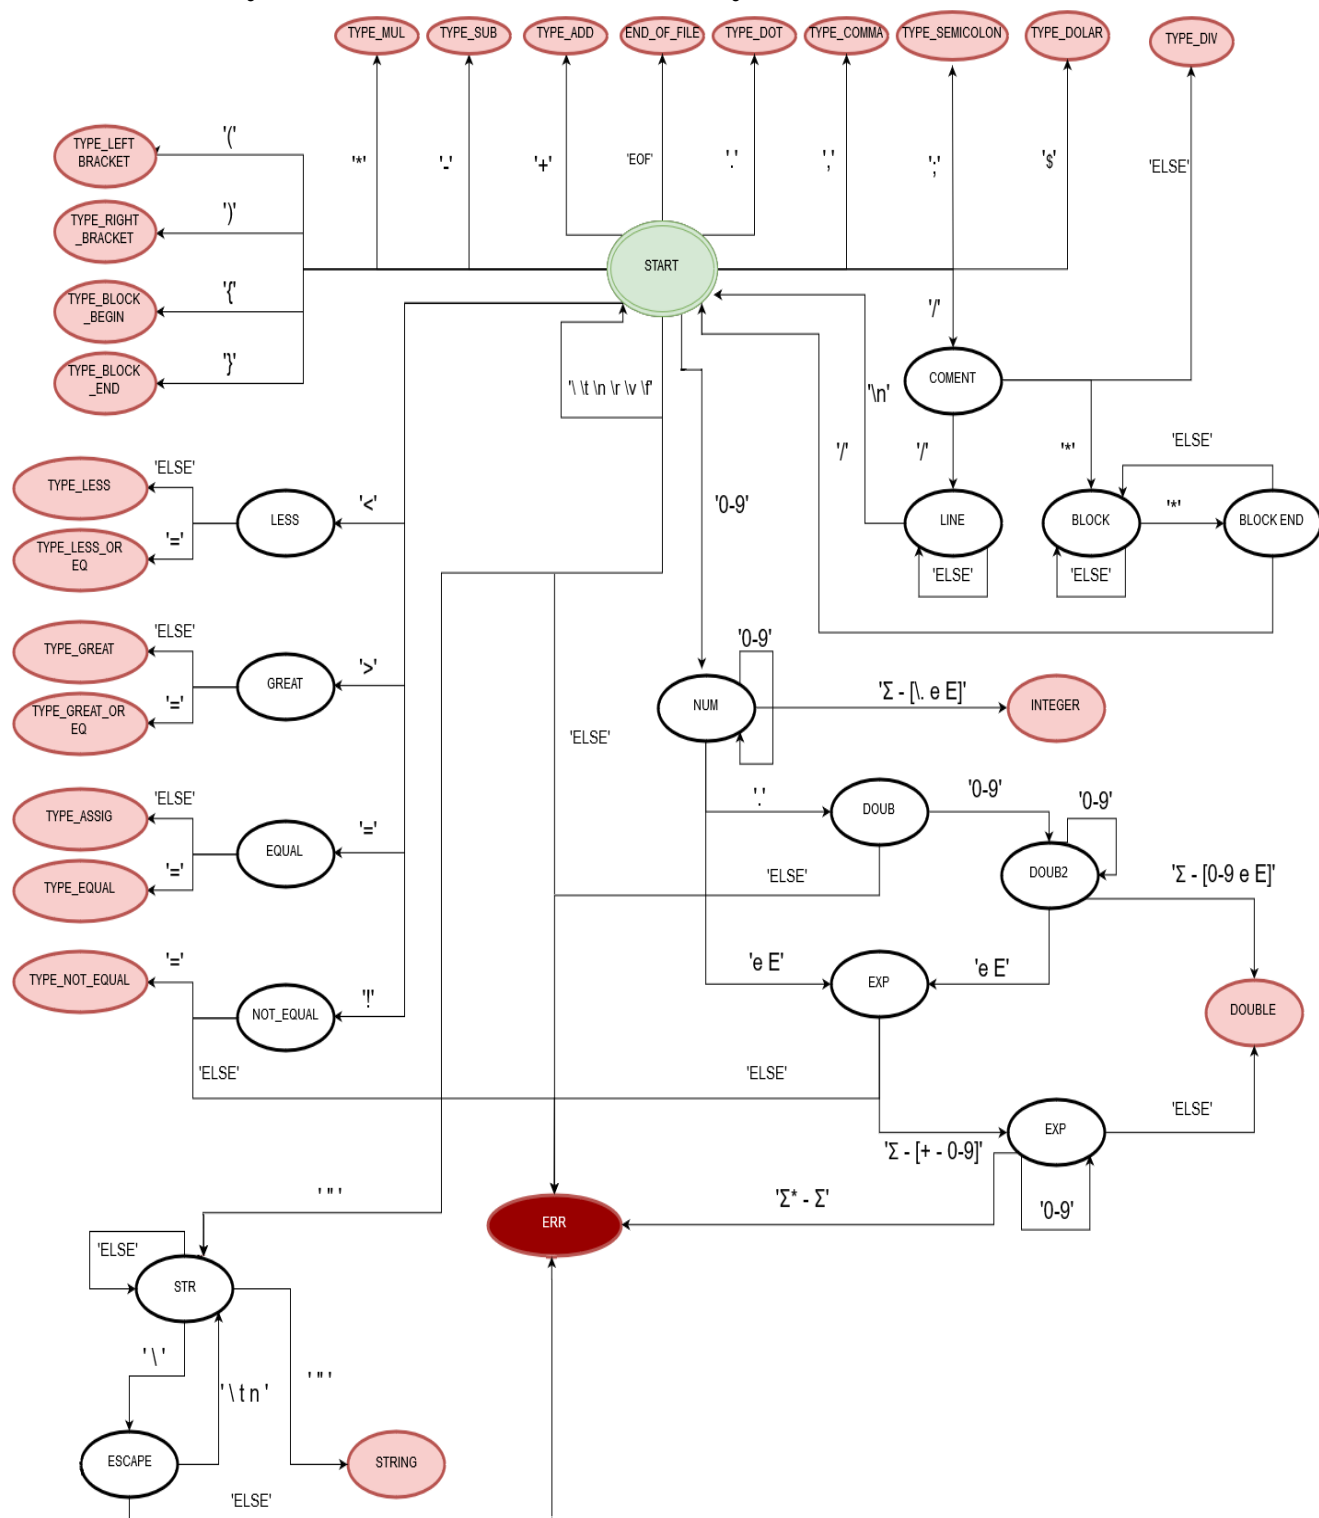 TYPE_MUL
TYPE_SUB
TYPE_ADD
END_OF_FILE
TYPE_DOT
TYPE_COMMA
TYPE_SEMICOLON
TYPE_DOLAR
TYPE_DIV
'('
TYPE_LEFT
BRACKET
'*'
'-'
'+'
'EOF'
'.'
','
';'
'$'
'ELSE'
')'
TYPE_RIGHT
_BRACKET
START
'{'
TYPE_BLOCK
_BEGIN
'/'
'}'
TYPE_BLOCK
_END
'\ \t \n \r \v \f'
'\n'
COMENT
'/'
'/'
'*'
'ELSE'
'ELSE'
TYPE_LESS
'<'
'0-9'
LESS
LINE
BLOCK
'*'
BLOCK END
'='
TYPE_LESS_OR
EQ
'ELSE'
'ELSE'
'ELSE'
TYPE_GREAT
'>'
'0-9'
GREAT
'='
TYPE_GREAT_OR
EQ
NUM
'Σ - [\. e E]'
INTEGER
'ELSE'
'ELSE'
TYPE_ASSIG
'='
'.'
DOUB
'0-9'
'0-9'
EQUAL
'='
TYPE_EQUAL
'ELSE'
DOUB2
'Σ - [0-9 e E]'
'='
TYPE_NOT_EQUAL
'!'
NOT_EQUAL
'e E'
EXP
'e E'
DOUBLE
'ELSE'
'ELSE'
'ELSE'
EXP
'Σ - [+ - 0-9]'
'Σ* - Σ'
'0-9'
ERR
' " '
'ELSE'
STR
' \ '
' \ t n '
' " '
ESCAPE
STRING
'ELSE'